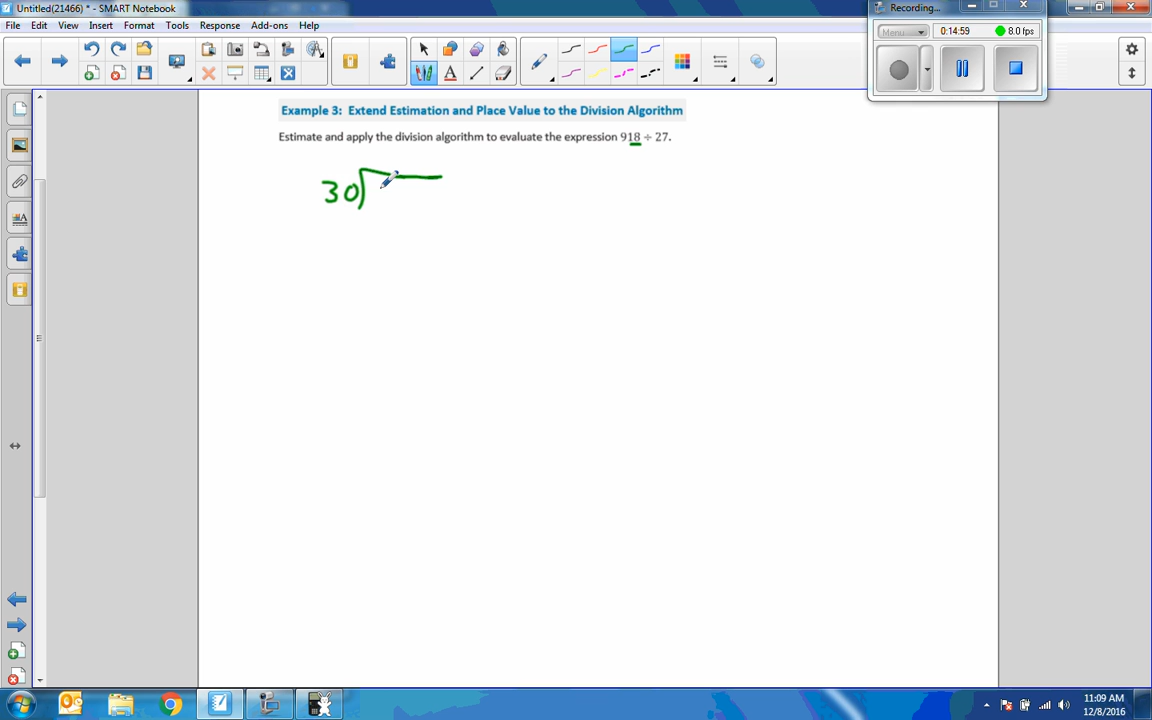 Untitled(21466) * - SMART Notebook
Recording...
File Edit View Insert Format Tools Response Add-ons Help
Menu 0:14:59 8.0 fps
Example 3: Extend Estimation and Place Value to the Division Algorithm
Estimate and apply the division algorithm to evaluate the expression 918 ÷ 27.
30
11:09 AM
12/8/2016